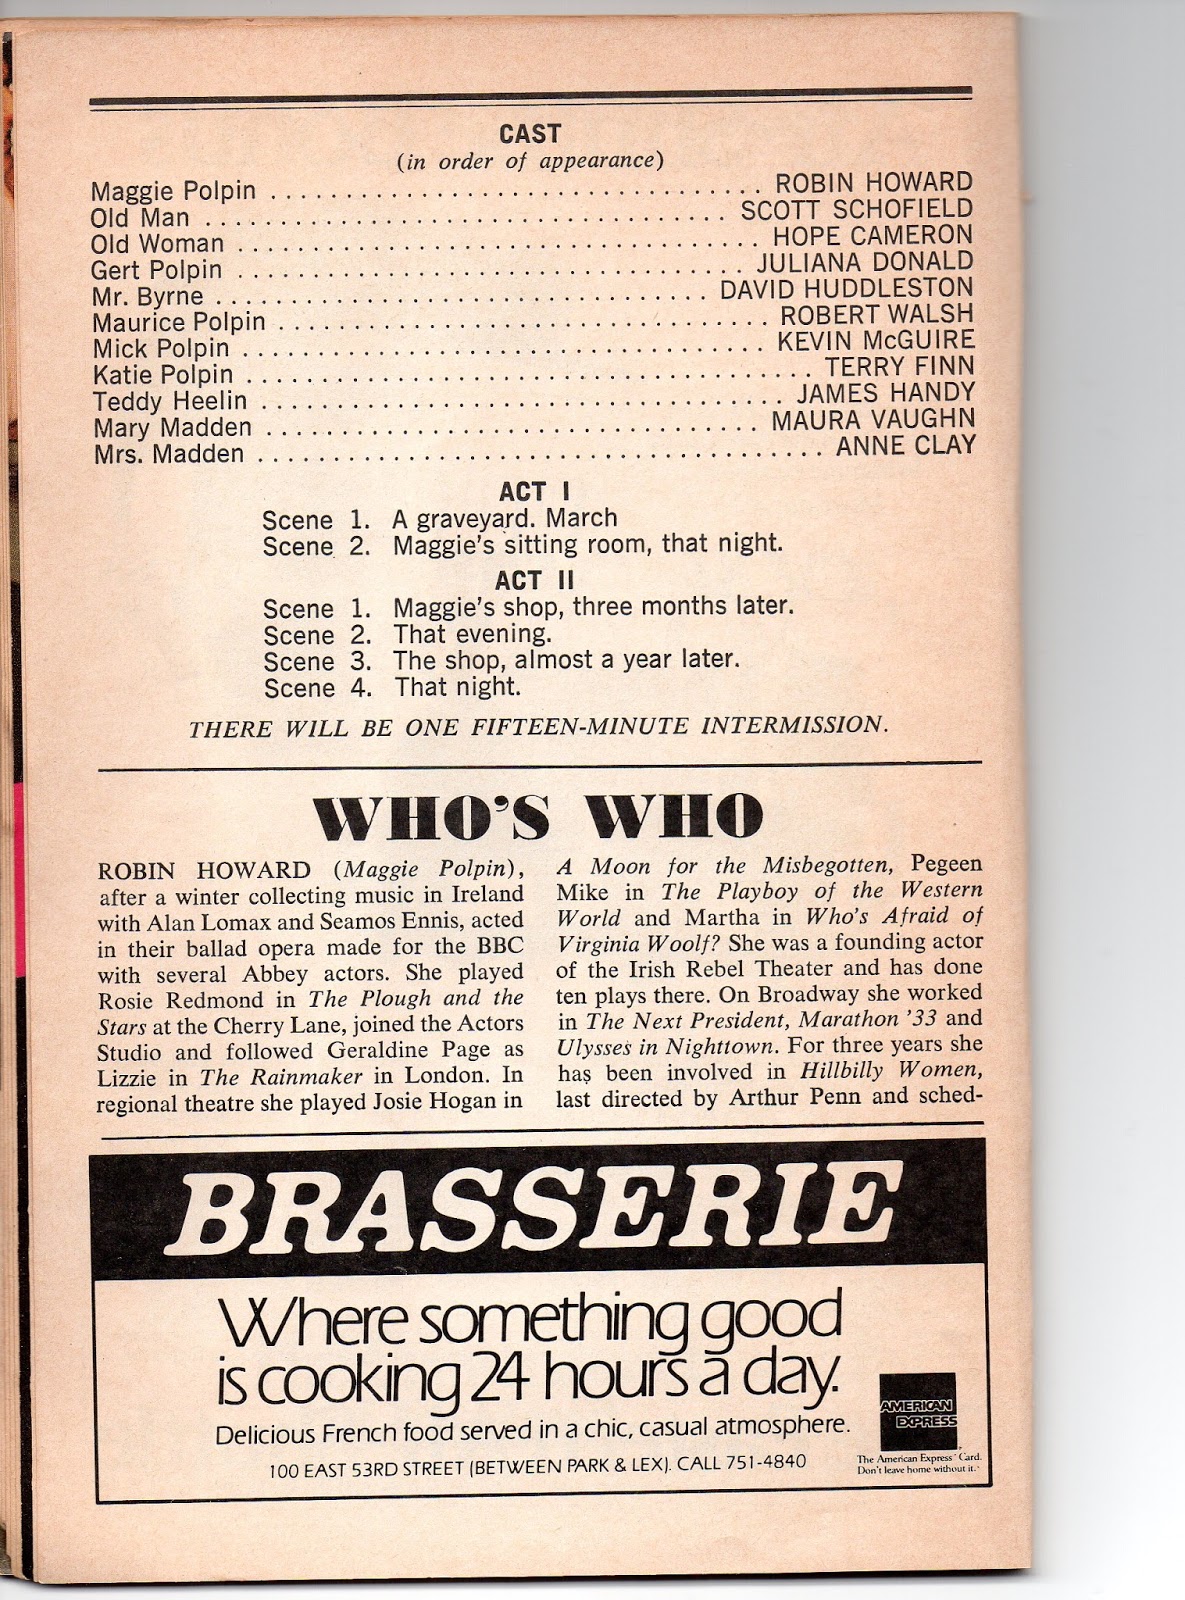 CAST
(in order of appearance)
Maggie Polpin . . . . . . . . . . . . . . . . . . . . . . . . . . . . . . . . . ROBIN HOWARD
Old Man . . . . . . . . . . . . . . . . . . . . . . . . . . . . . . . . . . . SCOTT SCHOFIELD
Old Woman . . . . . . . . . . . . . . . . . . . . . . . . . . . . . . . . . . . HOPE CAMERON
Gert Polpin . . . . . . . . . . . . . . . . . . . . . . . . . . . . . . . . . . JULIANA DONALD
Mr. Byrne . . . . . . . . . . . . . . . . . . . . . . . . . . . . . . . . . DAVID HUDDLESTON
Maurice Polpin . . . . . . . . . . . . . . . . . . . . . . . . . . . . . . . . . ROBERT WALSH
Mick Polpin . . . . . . . . . . . . . . . . . . . . . . . . . . . . . . . . . . . KEVIN McGUIRE
Katie Polpin . . . . . . . . . . . . . . . . . . . . . . . . . . . . . . . . . . . . . . TERRY FINN
Teddy Heelin . . . . . . . . . . . . . . . . . . . . . . . . . . . . . . . . . . . JAMES HANDY
Mary Madden . . . . . . . . . . . . . . . . . . . . . . . . . . . . . . . . . MAURA VAUGHN
Mrs. Madden . . . . . . . . . . . . . . . . . . . . . . . . . . . . . . . . . . . . . . ANNE CLAY
ACT I
Scene 1. A graveyard. March
Scene 2. Maggie's sitting room, that night.
ACT II
Scene 1. Maggie's shop, three months later.
Scene 2. That evening.
Scene 3. The shop, almost a year later.
Scene 4. That night.
THERE WILL BE ONE FIFTEEN-MINUTE INTERMISSION.
WHO'S WHO
ROBIN HOWARD (Maggie Polpin),
after a winter collecting music in Ireland
with Alan Lomax and Seamos Ennis, acted
in their ballad opera made for the BBC
with several Abbey actors. She played
Rosie Redmond in The Plough and the
Stars at the Cherry Lane, joined the Actors
Studio and followed Geraldine Page as
Lizzie in The Rainmaker in London. In
regional theatre she played Josie Hogan in
A Moon for the Misbegotten, Pegeen
Mike in The Playboy of the Western
World and Martha in Who's Afraid of
Virginia Woolf? She was a founding actor
of the Irish Rebel Theater and has done
ten plays there. On Broadway she worked
in The Next President, Marathon '33 and
Ulysses in Nighttown. For three years she
has been involved in Hillbilly Women,
last directed by Arthur Penn and sched-
BRASSERIE
Where something good
is cooking 24 hours a day.
Delicious French food served in a chic, casual atmosphere.
100 EAST 53RD STREET (BETWEEN PARK & LEX). CALL 751-4840
AMERICAN
EXPRESS
The American Express Card.
Don't leave home without it.